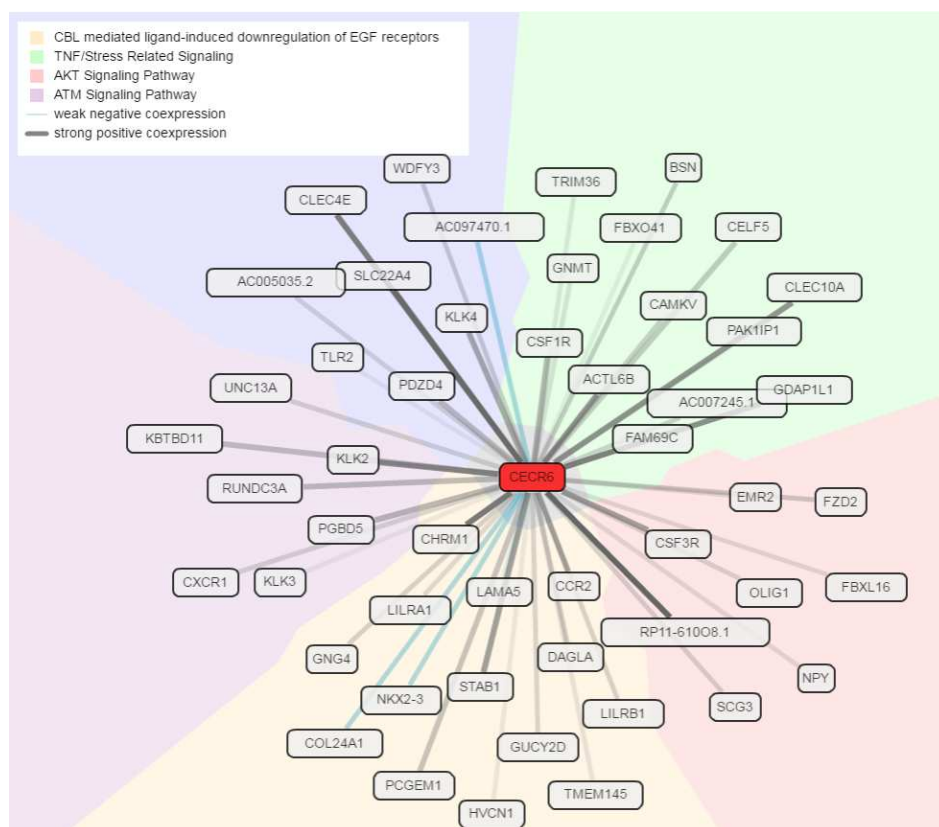 CBL mediated ligand-induced downregulation of EGF receptors
TNF/Stress Related Signaling
AKT Signaling Pathway
ATM Signaling Pathway
weak negative coexpression
strong positive coexpression
WDFY3
BSN
TRIM36
CLEC4E
AC097470.1
FBXO41
CELF5
GNMT
SLC22A4
AC005035.2
CLEC10A
CAMKV
KLK4
PAK1IP1
CSF1R
TLR2
ACTL6B
PDZD4
UNC13A
GDAP1L1
AC007245.1
KBTBD11
FAM69C
KLK2
CECR6
RUNDC3A
EMR2
FZD2
PGBD5
CHRM1
CSF3R
CXCR1
KLK3
CCR2
FBXL16
LAMA5
OLIG1
LILRA1
RP11-610O8.1
GNG4
DAGLA
NPY
STAB1
NKX2-3
SCG3
LILRB1
COL24A1
GUCY2D
PCGEM1
TMEM145
HVCN1